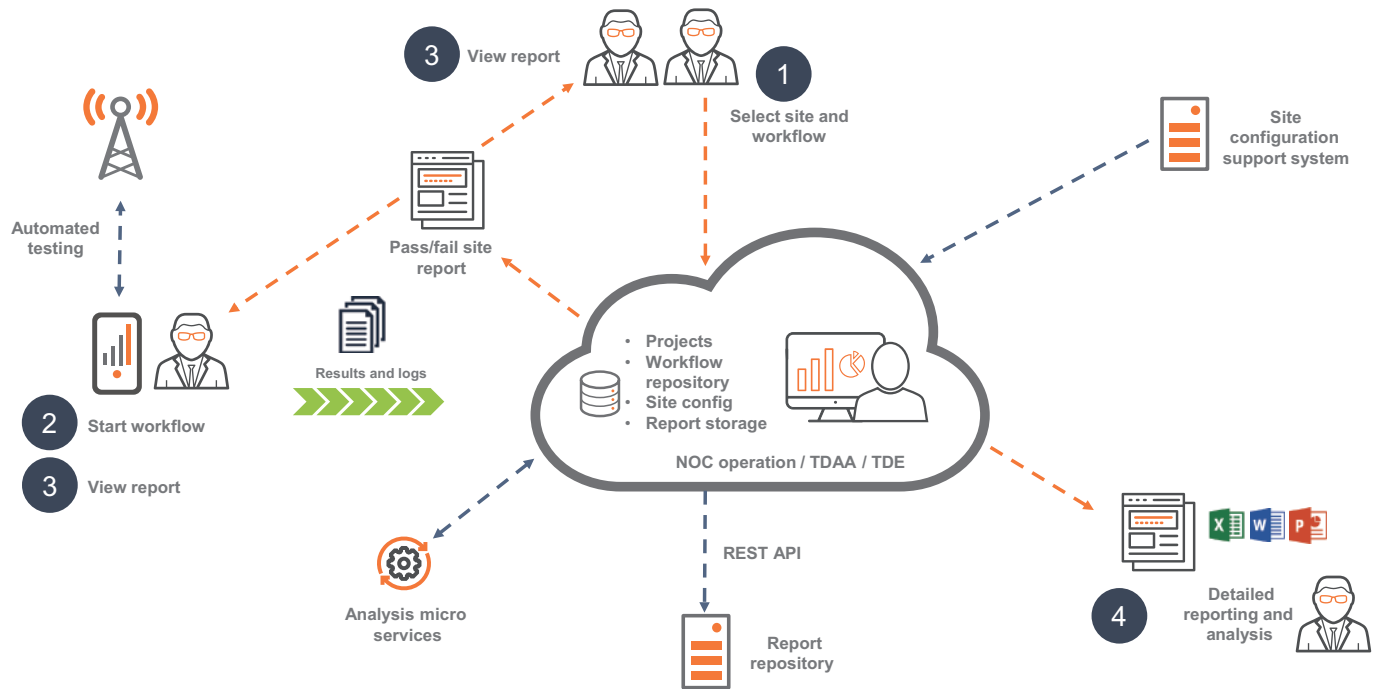 3
View report
1
Select site and
workflow
Site
configuration
support system
Automated
testing
Pass/fail site
report
Results and logs
2
Start workflow
3
View report
• Projects
• Workflow
repository
• Site config
• Report storage
NOC operation / TDAA / TDE
REST API
Analysis micro
services
Report
repository
X
W
P
4
Detailed
reporting and
analysis